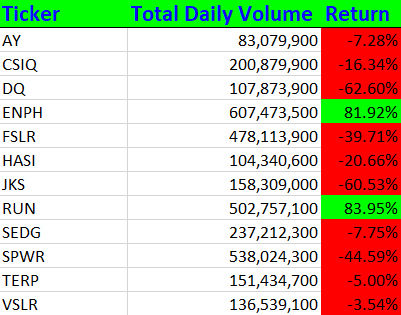 Ticker Total Daily Volume Return
AY 83,079,900 -7.28%
CSIQ 200,879,900 -16.34%
DQ 107,873,900 -62.60%
ENPH 607,473,500 81.92%
FSLR 478,113,900 -39.71%
HASI 104,340,600 -20.66%
JKS 158,309,000 -60.53%
RUN 502,757,100 83.95%
SEDG 237,212,300 -7.75%
SPWR 538,024,300 -44.59%
TERP 151,434,700 -5.00%
VSLR 136,539,100 -3.54%